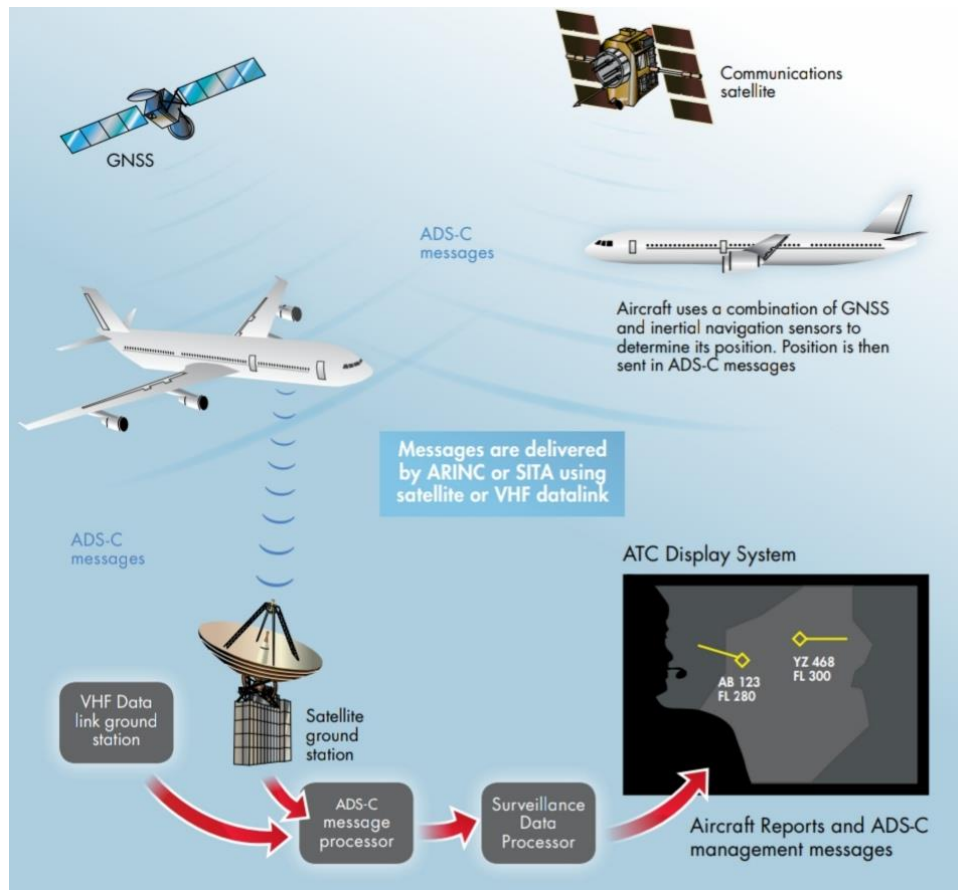 Communications
satellite
GNSS
ADS-C
messages
Aircraft uses a combination of GNSS
and inertial navigation sensors to
determine its position. Position is then
sent in ADS-C messages
Messages are delivered
by ARINC or SITA using
satellite or VHF datalink
ADS-C
messages
ATC Display System
AB 123
FL 280
YZ 468
FL 300
VHF Data
link ground
station
Satellite
ground
station
ADS-C
message
processor
Surveillance
Data
Processor
Aircraft Reports and ADS-C
management messages